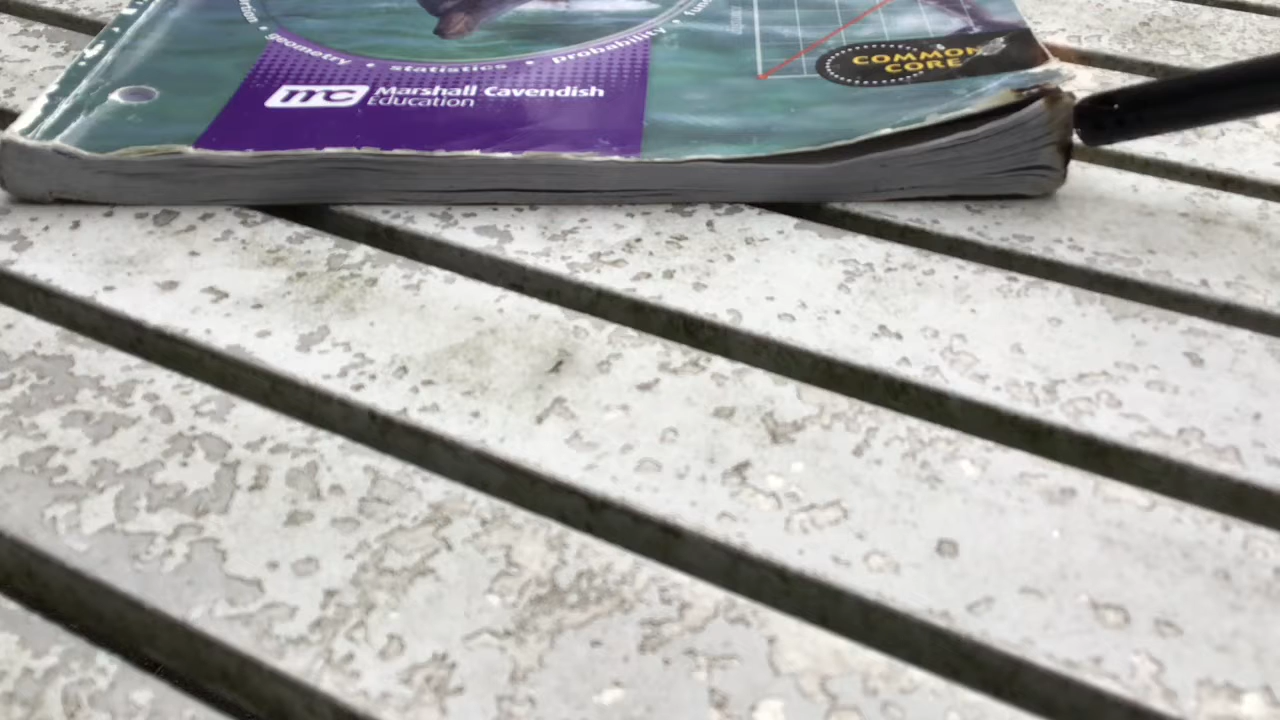 geometry • statistics • probability
mc Marshall Cavendish
Education
COMMON
CORE